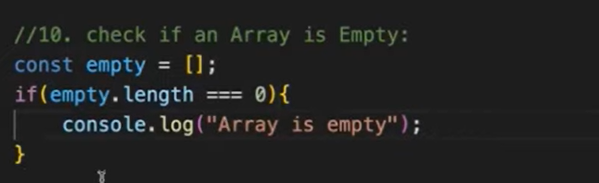 //10. check if an Array is Empty:
const empty = [];
if(empty.length === 0){
    console.log("Array is empty");
}